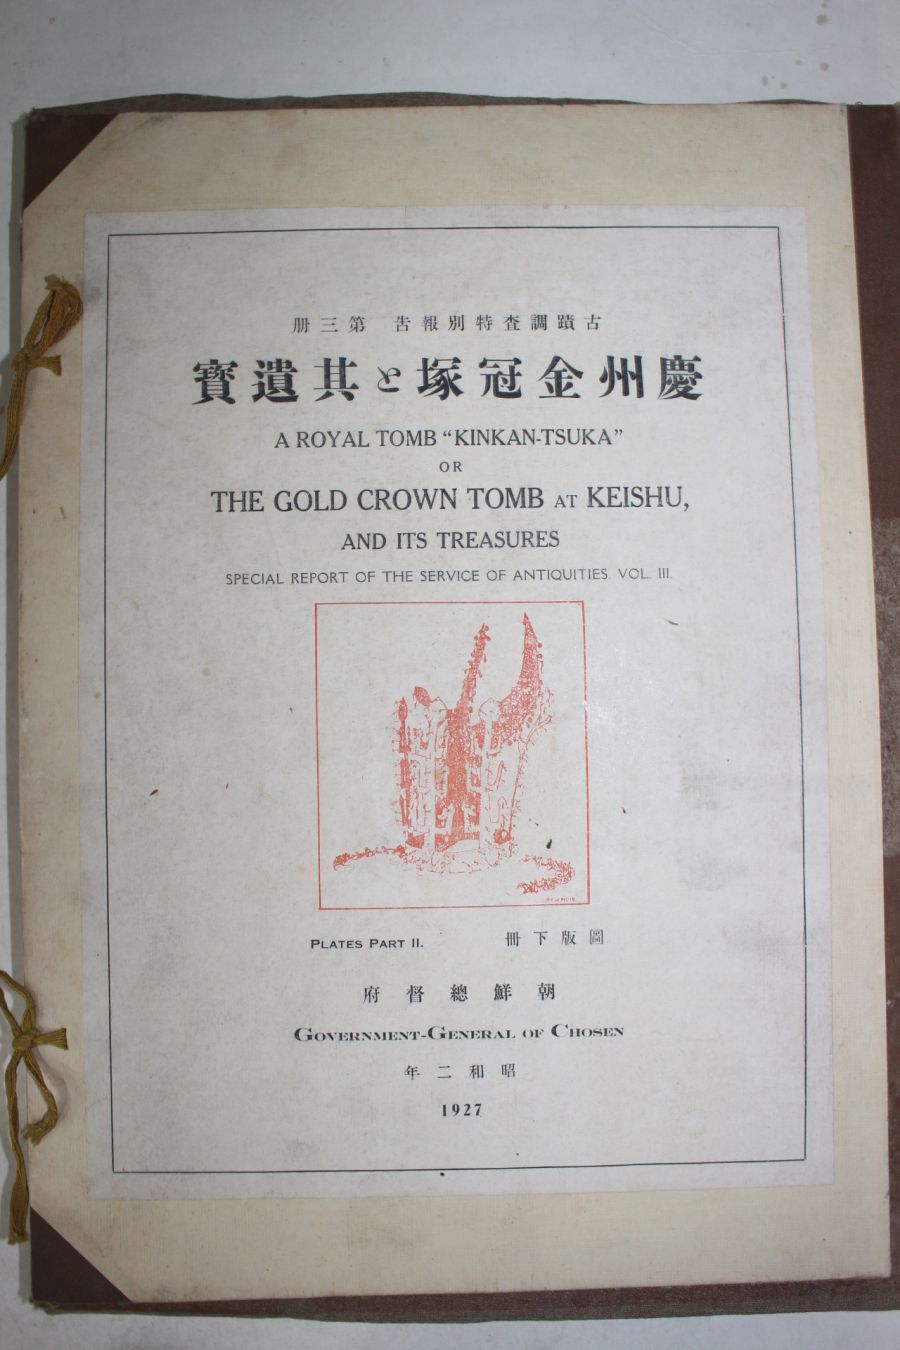 古蹟調査特別報告 第三冊
慶州金冠塚と其遺寶
A ROYAL TOMB “KINKAN-TSUKA”
OR
THE GOLD CROWN TOMB AT KEISHU,
AND ITS TREASURES
SPECIAL REPORT OF THE SERVICE OF ANTIQUITIES. VOL. III.
PLATES PART II. 圖版下冊
朝鮮總督府
GOVERNMENT-GENERAL OF CHOSEN
昭和二年
1927